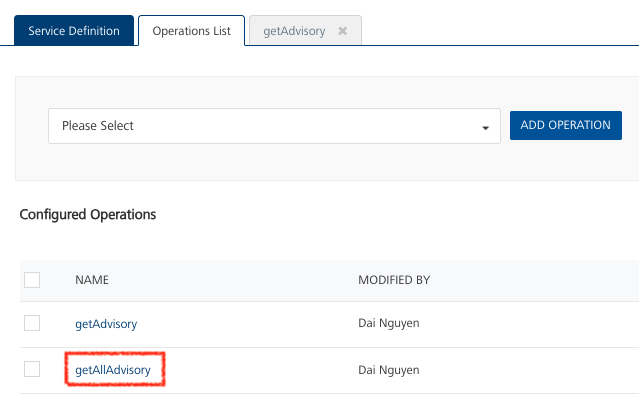 Service Definition Operations List getAdvisory ✖
Please Select ADD OPERATION
Configured Operations
NAME MODIFIED BY
getAdvisory Dai Nguyen
getAllAdvisory Dai Nguyen